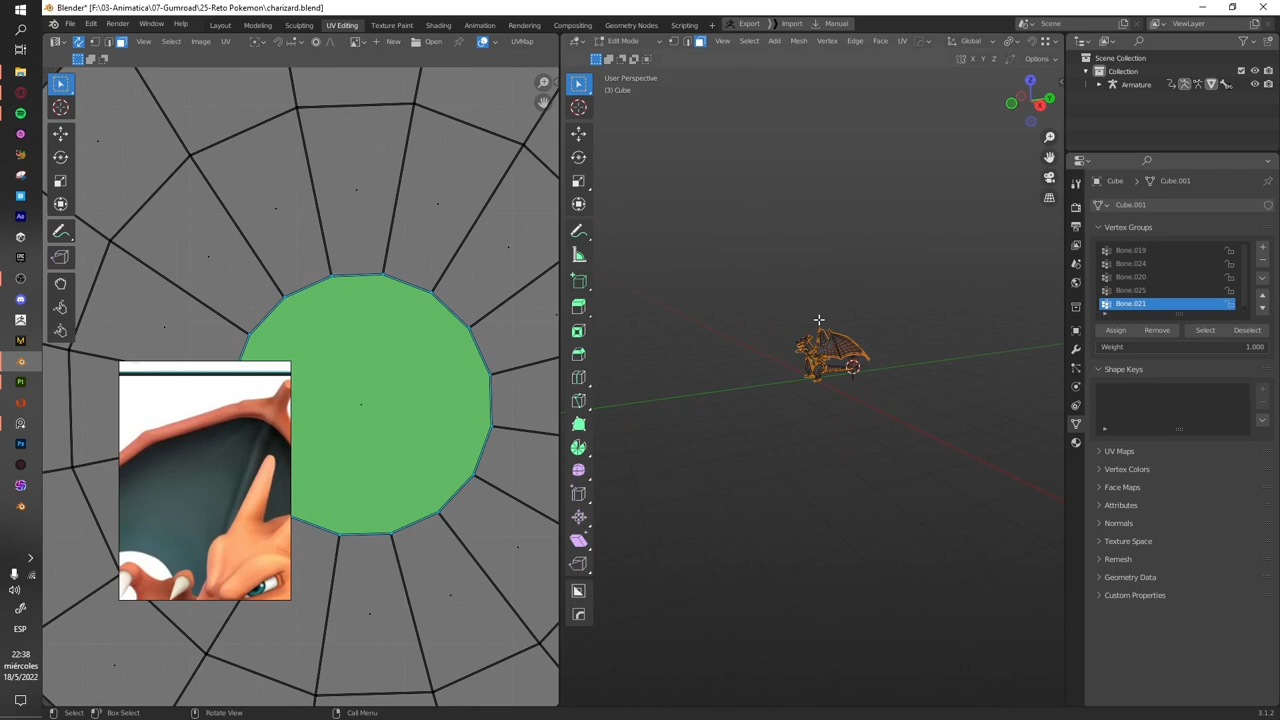 Blender* [F:\03-Animatica\07-Gumroad\25-Reto Pokemon\charizard.blend]
File Edit Render Window Help Layout Modeling Sculpting UV Editing Texture Paint Shading Animation Rendering Compositing Geometry Nodes Scripting Export Import Manual Scene ViewLayer
View Select Image UV New Open UVMap Edit Mode View Select Add Mesh Vertex Edge Face UV Global
X Y Z Options
User Perspective
(3) Cube
Scene Collection
Collection
Armature
Cube Cube.001
Cube.001
Vertex Groups
Bone.019
Bone.024
Bone.020
Bone.025
Bone.021
Assign Remove Select Deselect
Weight 1.000
Shape Keys
UV Maps
Vertex Colors
Face Maps
Attributes
Normals
Texture Space
Remesh
Geometry Data
Custom Properties
ESP
22:38
miércoles
18/5/2022
Select Box Select Rotate View Call Menu 3.1.2